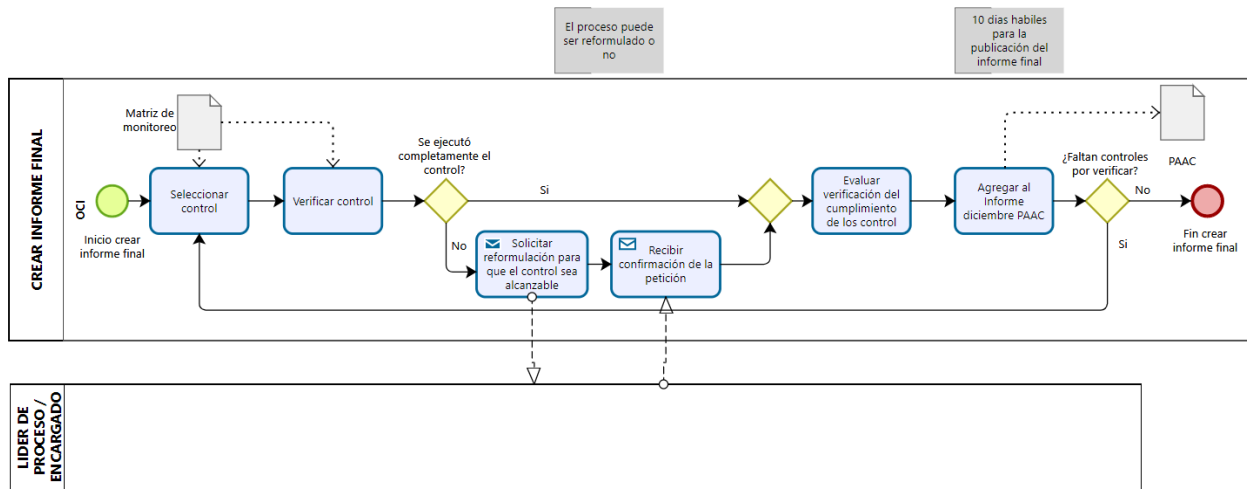 El proceso puede
ser reformulado o
no
10 dias habiles
para la
publicación del
informe final
CREAR INFORME FINAL
OCI
Matriz de
monitoreo
Inicio crear
informe final
Seleccionar
control
Verificar control
Se ejecutó
completamente el
control?
Si
No
Solicitar
reformulación para
que el control sea
alcanzable
Recibir
confirmación de la
petición
Evaluar
verificación del
cumplimiento
de los control
Agregar al
Informe
diciembre PAAC
PAAC
¿Faltan controles
por verificar?
No
Si
Fin crear
informe final
LIDER DE
PROCESO /
ENCARGADO